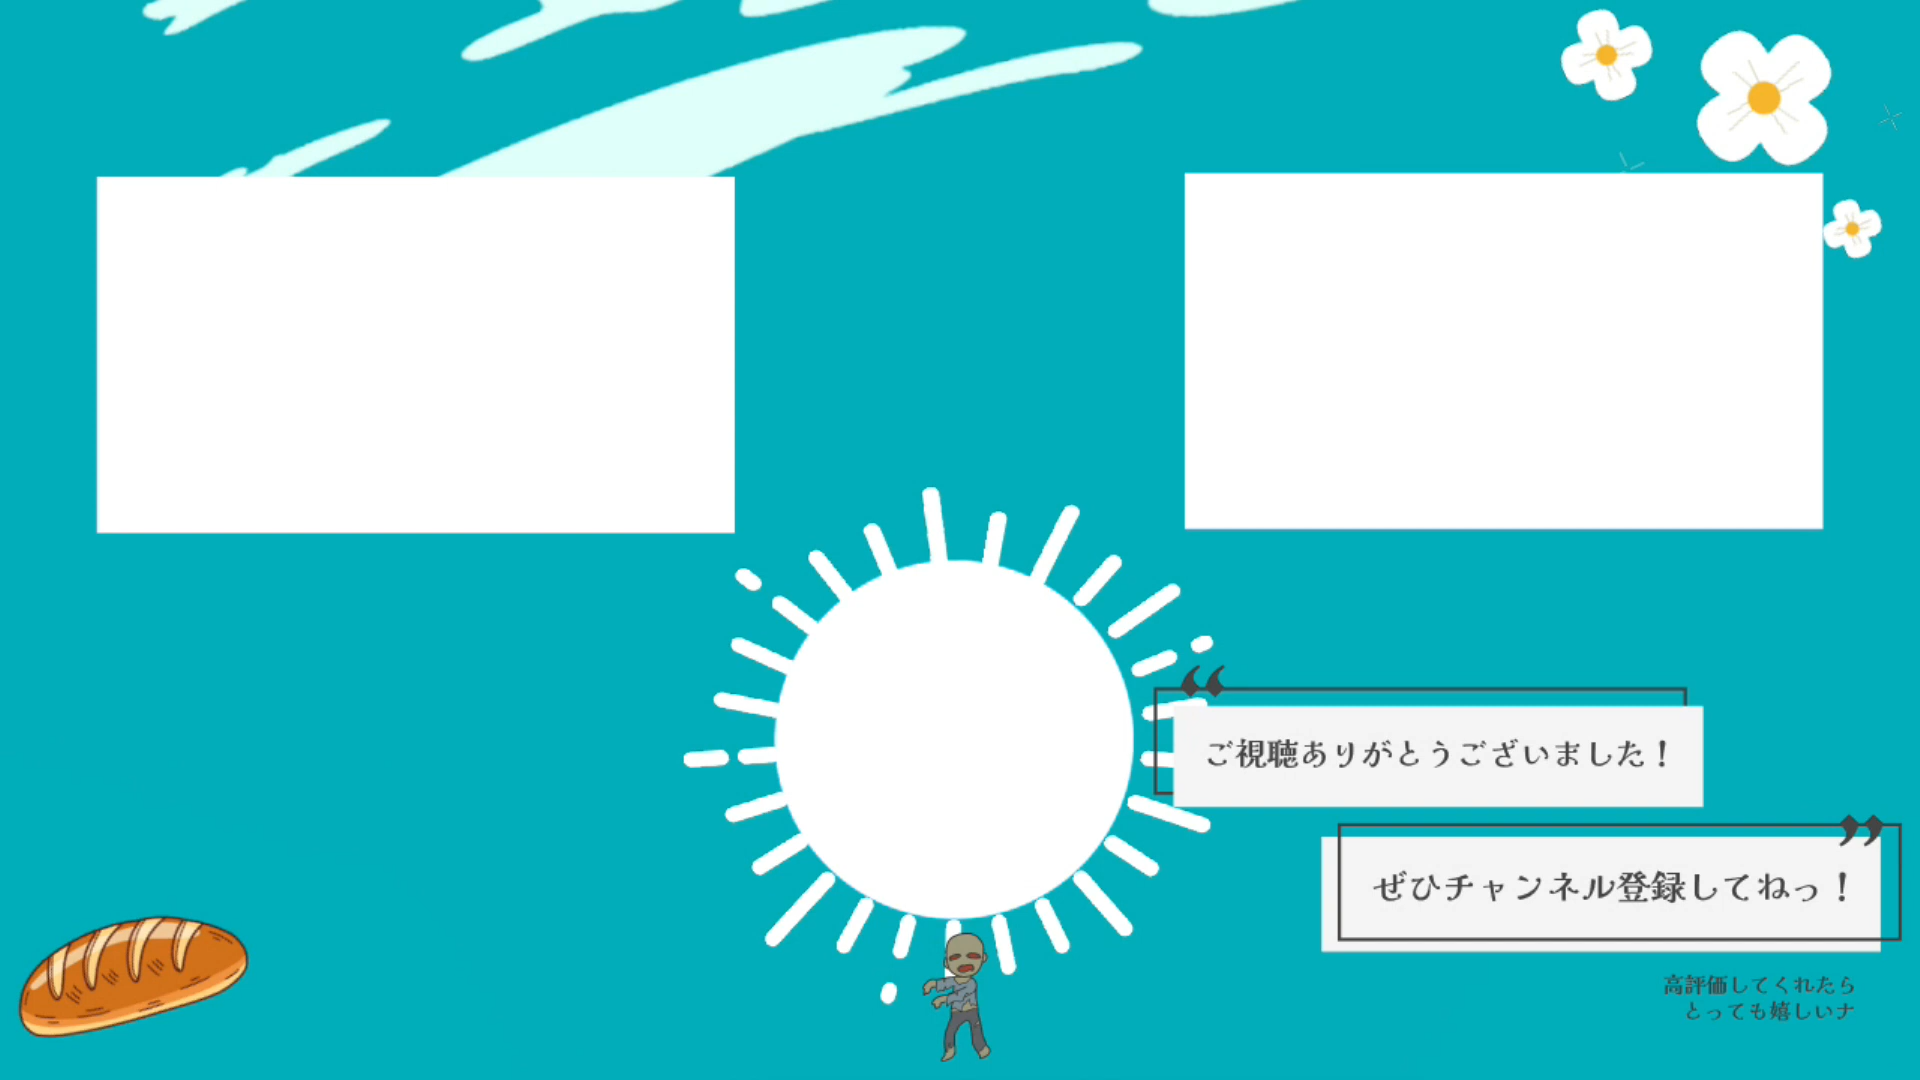 ご視聴ありがとうございました！
ぜひチャンネル登録してねっ！
高評価してくれたら
とっても嬉しいナ